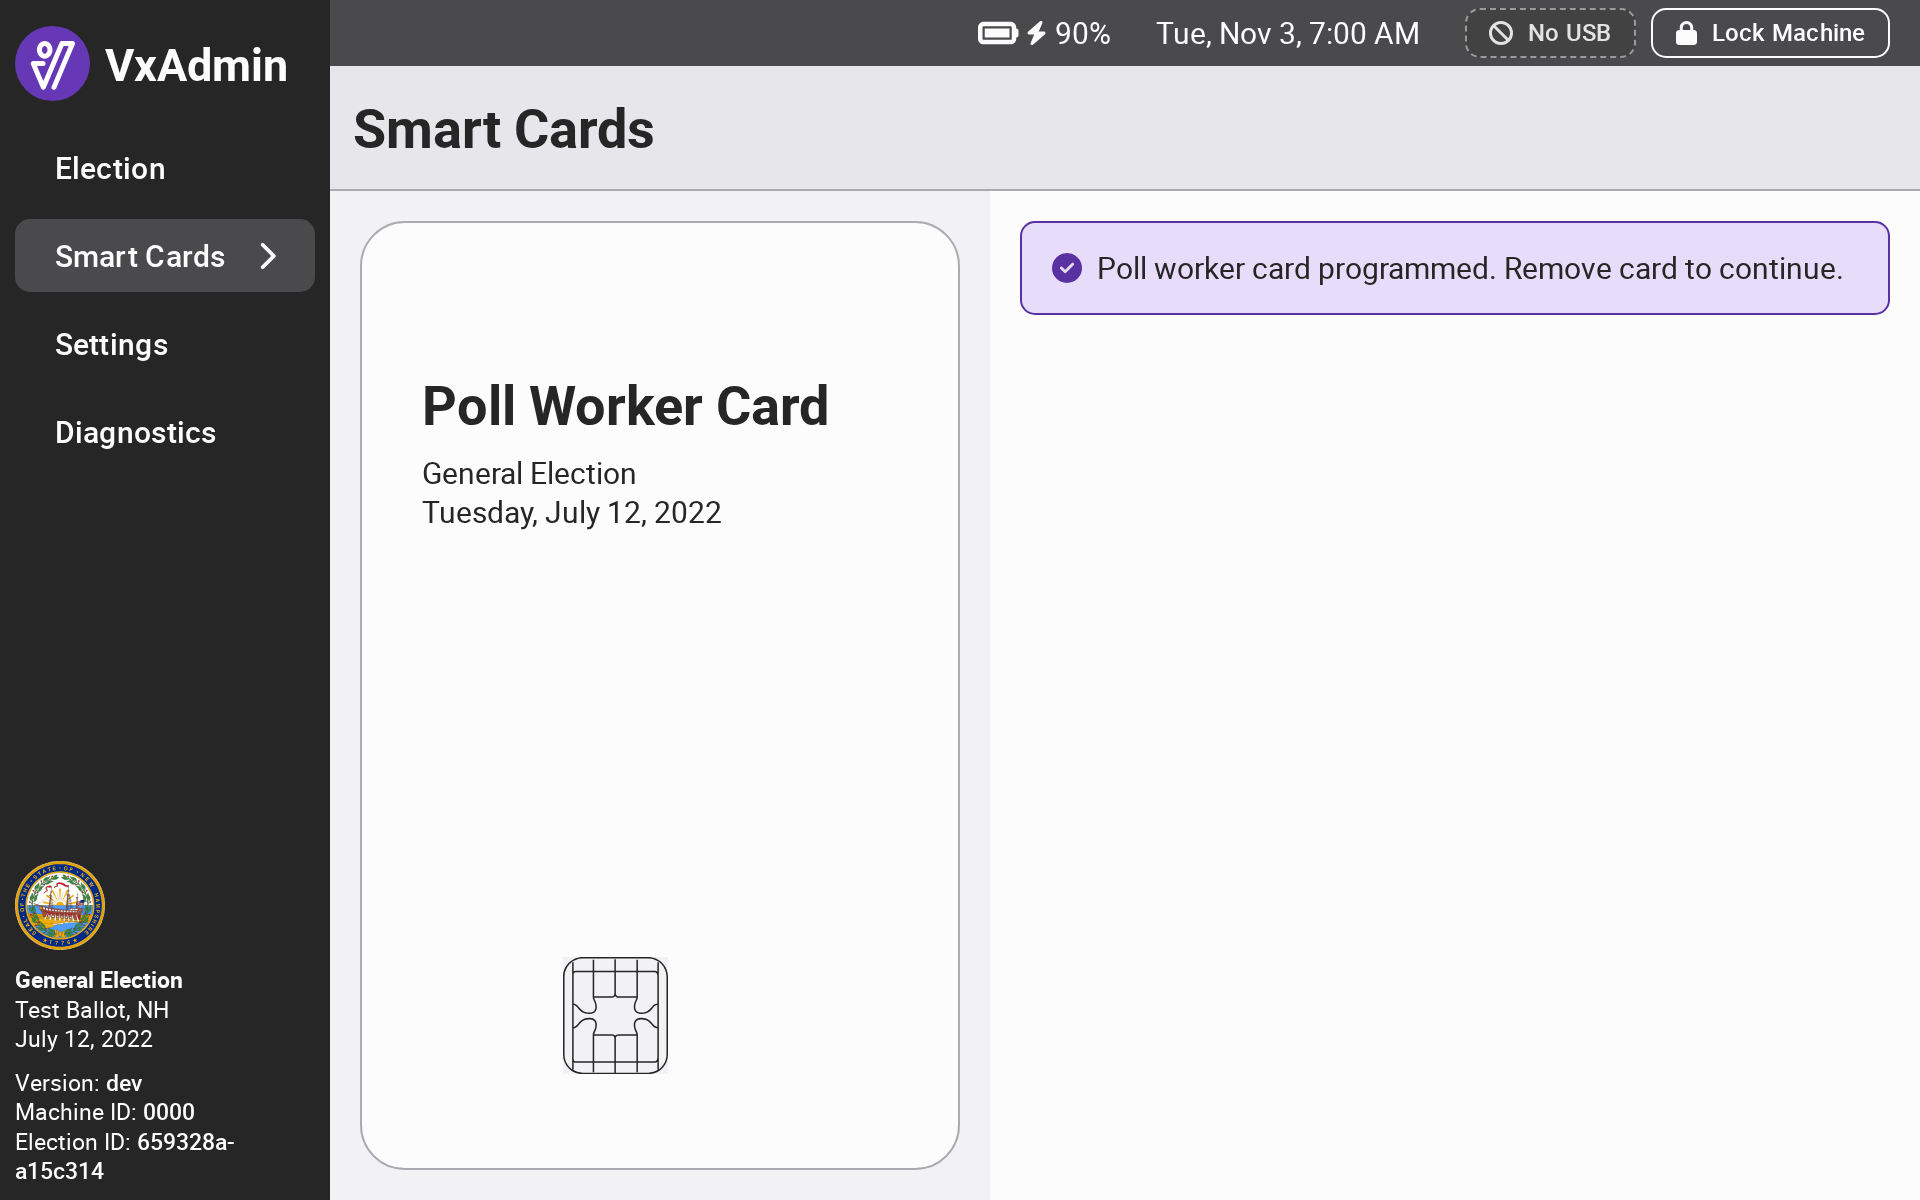 VxAdmin
Election
Smart Cards
Settings
Diagnostics
General Election
Test Ballot, NH
July 12, 2022
Version: dev
Machine ID: 0000
Election ID: 659328a-
a15c314
90%
Tue, Nov 3, 7:00 AM
No USB
Lock Machine
Smart Cards
Poll Worker Card
General Election
Tuesday, July 12, 2022
Poll worker card programmed. Remove card to continue.